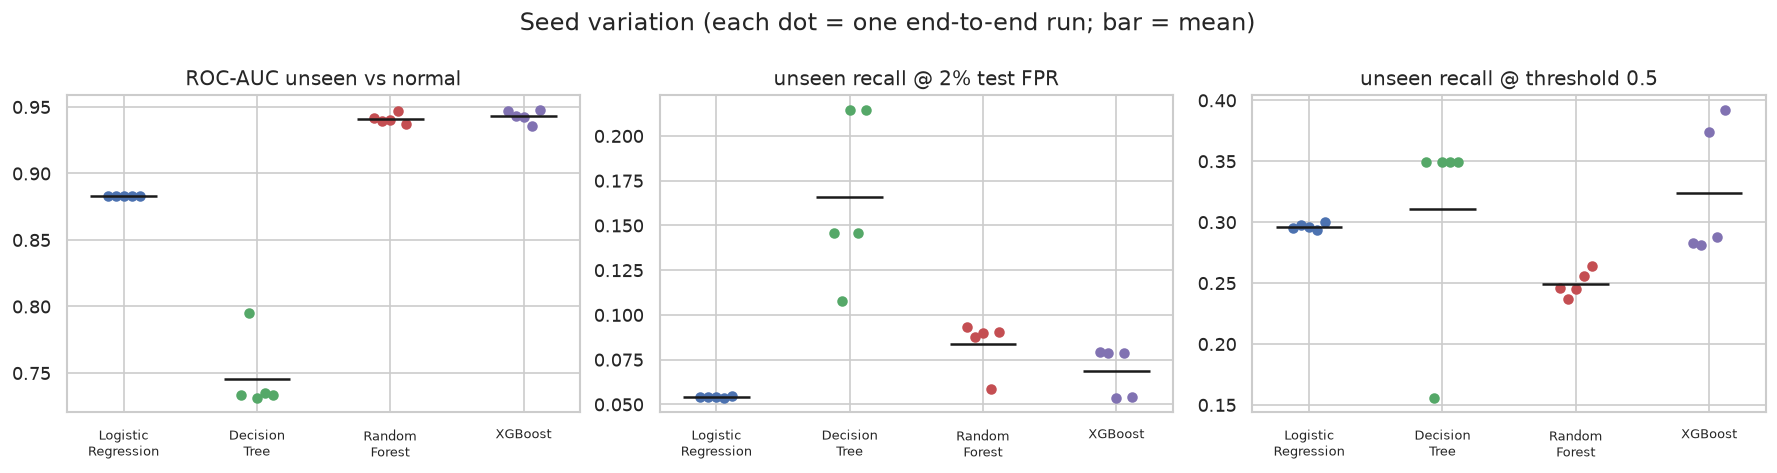 Seed variation (each dot = one end-to-end run; bar = mean)
ROC-AUC unseen vs normal
0.95
0.90
0.85
0.80
0.75
Logistic
Regression
Decision
Tree
Random
Forest
XGBoost
unseen recall @ 2% test FPR
0.200
0.175
0.150
0.125
0.100
0.075
0.050
Logistic
Regression
Decision
Tree
Random
Forest
XGBoost
unseen recall @ threshold 0.5
0.40
0.35
0.30
0.25
0.20
0.15
Logistic
Regression
Decision
Tree
Random
Forest
XGBoost